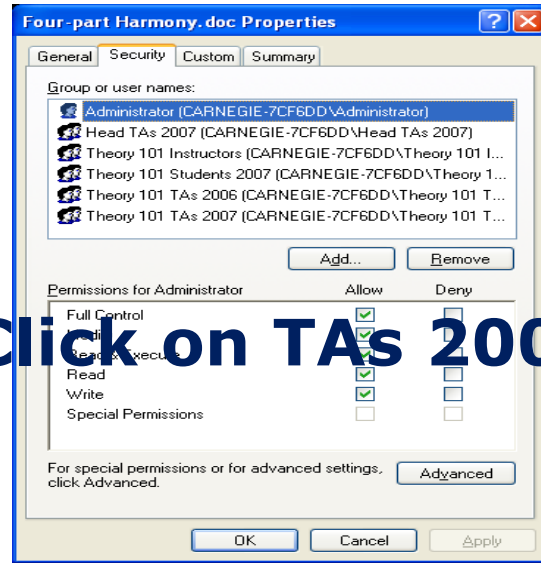 Four-part Harmony.doc Properties
General Security Custom Summary
Group or user names:
Administrator (CARNEGIE-7CF6DD\Administrator)
Head TAs 2007 (CARNEGIE-7CF6DD\Head TAs 2007)
Theory 101 Instructors (CARNEGIE-7CF6DD\Theory 101 I...
Theory 101 Students 2007 (CARNEGIE-7CF6DD\Theory 1...
Theory 101 TAs 2006 (CARNEGIE-7CF6DD\Theory 101 T...
Theory 101 TAs 2007 (CARNEGIE-7CF6DD\Theory 101 T...
Add... Remove
Permissions for Administrator Allow Deny
Full Control
Click on TAs 200
Read & Execute
Read
Write
Special Permissions
For special permissions or for advanced settings,
click Advanced.
Advanced
OK Cancel Apply